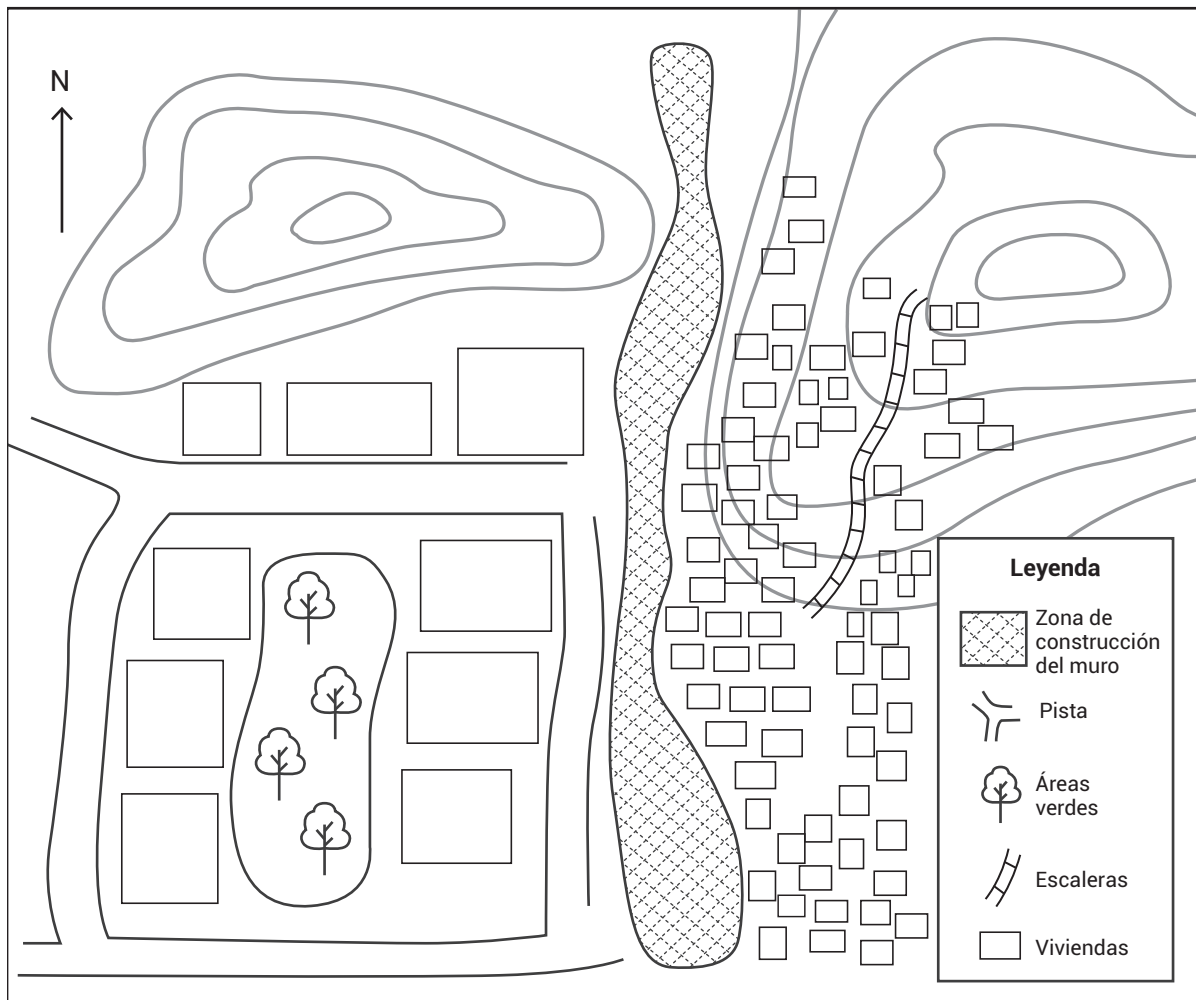 N
Leyenda
Zona de
construcción
del muro
Pista
Áreas
verdes
Escaleras
Viviendas